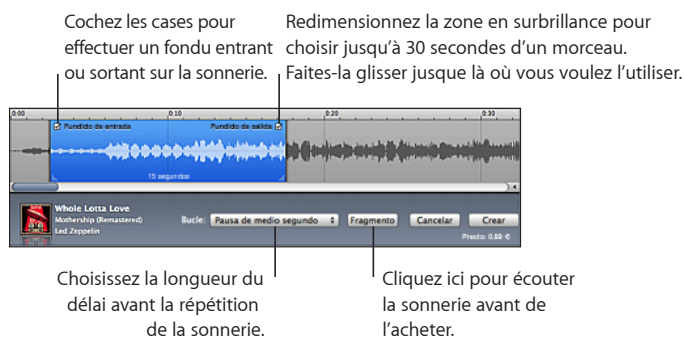 Cochez les cases pour
effectuer un fondu entrant
ou sortant sur la sonnerie.
Redimensionnez la zone en surbrillance pour
choisir jusqu'à 30 secondes d'un morceau.
Faites-la glisser jusque là où vous voulez l'utiliser.
0:00 0:10 0:20 0:30
Fundido de entrada Fundido de salida
15 segundos
Whole Lotta Love
Mothership (Remastered)
Led Zeppelin
Bucle: Pausa de medio segundo Fragmento Cancelar Crear
Precio: 0,99 €
Choisissez la longueur du
délai avant la répétition
de la sonnerie.
Cliquez ici pour écouter
la sonnerie avant de
l'acheter.